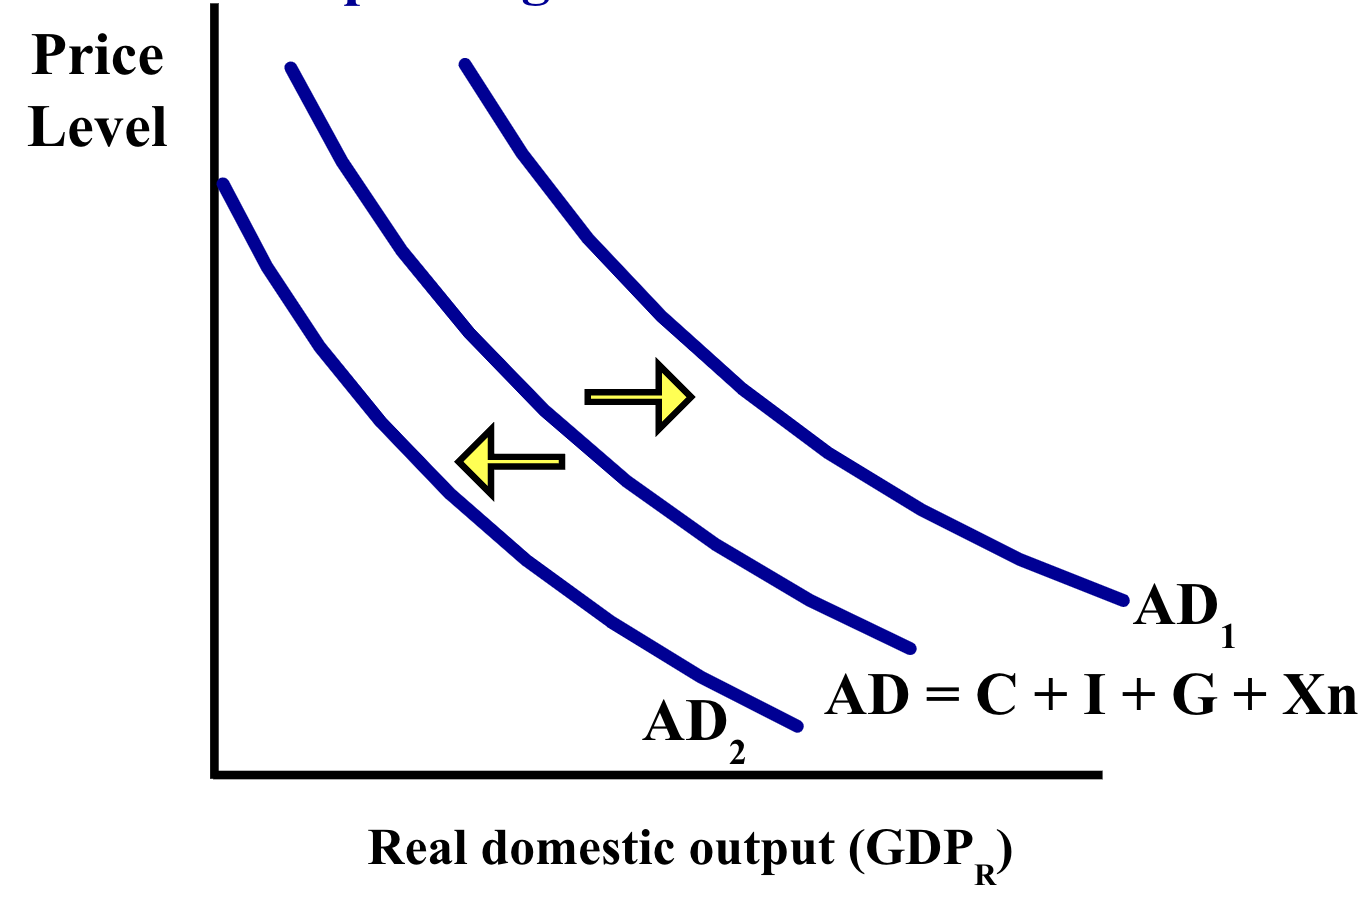 Price
Level
AD1
AD = C + I + G + Xn
AD2
Real domestic output (GDPR)